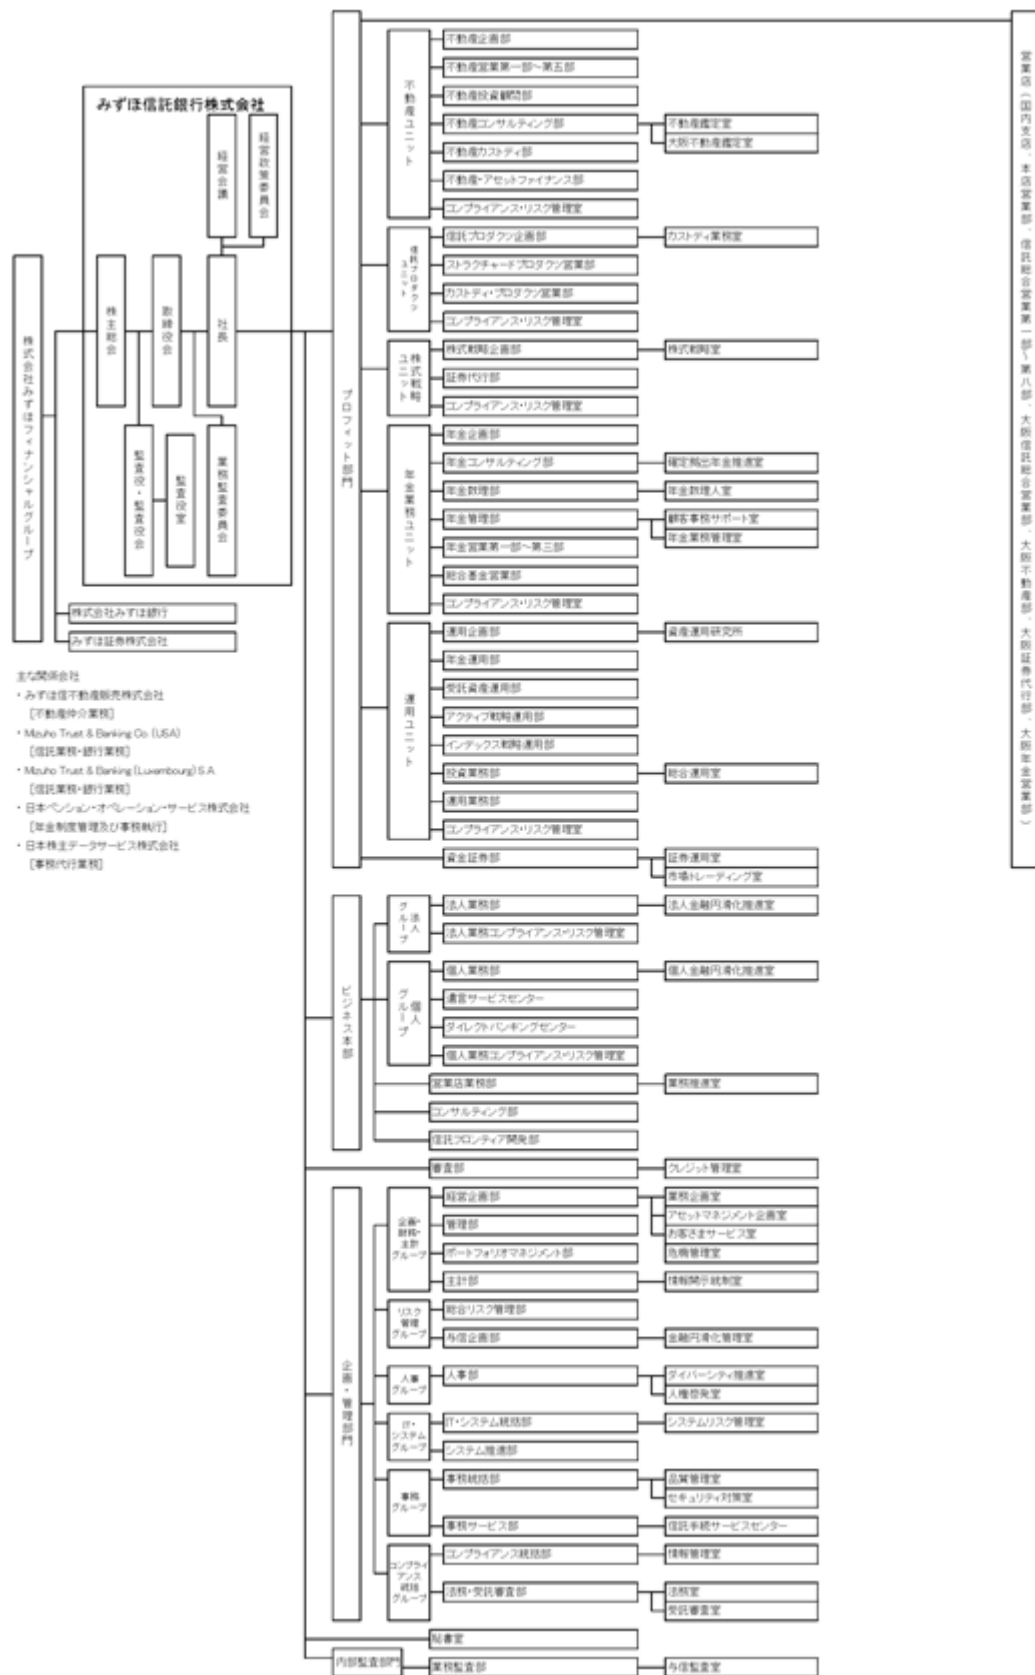 みずほ信託銀行株式会社
経営会議
経営政策委員会
株主総会
取締役会
社長
監査役・監査役会
監査役室
業務監査委員会
株式会社みずほフィナンシャルグループ
株式会社みずほ銀行
みずほ証券株式会社
主な関係会社
・みずほ信不動産販売株式会社
[不動産仲介業務]
・Mizuho Trust & Banking Co. (USA)
[信託業務・銀行業務]
・Mizuho Trust & Banking (Luxembourg) S.A.
[信託業務・銀行業務]
・日本ペンション・オペレーション・サービス株式会社
[年金制度管理及び事務執行]
・日本株主データサービス株式会社
[事務代行業務]
プロフィット部門
不動産ユニット
不動産企画部
不動産営業第一部～第五部
不動産投資顧問部
不動産コンサルティング部
不動産鑑定室
大阪不動産鑑定室
不動産カストディ部
不動産・アセットファイナンス部
コンプライアンス・リスク管理室
信託プロダクツユニット
信託プロダクツ企画部
カストディ業務室
ストラクチャードプロダクツ営業部
カストディ・プロダクツ営業部
コンプライアンス・リスク管理室
株式戦略ユニット
株式戦略企画部
株式戦略室
証券代行部
コンプライアンス・リスク管理室
年金業務ユニット
年金企画部
年金コンサルティング部
確定拠出年金推進室
年金数理部
年金数理人室
年金管理部
顧客事務サポート室
年金業務管理室
年金営業第一部～第三部
総合基金営業部
コンプライアンス・リスク管理室
運用ユニット
運用企画部
資産運用研究所
年金運用部
受託資産運用部
アクティブ戦略運用部
インデックス戦略運用部
投資業務部
総合運用室
運用業務部
コンプライアンス・リスク管理室
資金証券部
証券運用室
市場トレーディング室
営業店(国内支店、本店営業部、信託総合営業第一部～第八部、大阪信託総合営業部、大阪不動産部、大阪証券代行部、大阪年金営業部)
ビジネス本部
法人グループ
法人業務部
法人金融円滑化推進室
法人業務コンプライアンス・リスク管理室
個人グループ
個人業務部
個人金融円滑化推進室
遺言サービスセンター
ダイレクトバンキングセンター
個人業務コンプライアンス・リスク管理室
営業店業務部
業務推進室
コンサルティング部
信託フロンティア開発部
審査部
クレジット管理室
企画・管理部門
企画・財務・主計グループ
経営企画部
業務企画室
アセットマネジメント企画室
お客さまサービス室
危機管理室
管理部
ポートフォリオマネジメント部
主計部
情報開示統制室
リスク管理グループ
総合リスク管理部
与信企画部
金融円滑化管理室
人事グループ
人事部
ダイバーシティ推進室
人権啓発室
IT・システムグループ
IT・システム統括部
システムリスク管理室
システム推進部
事務グループ
事務統括部
品質管理室
セキュリティ対策室
事務サービス部
信託手続サービスセンター
コンプライアンス統括グループ
コンプライアンス統括部
情報管理室
法務・受託審査部
法務室
受託審査室
秘書室
内部監査部門
業務監査部
与信監査室